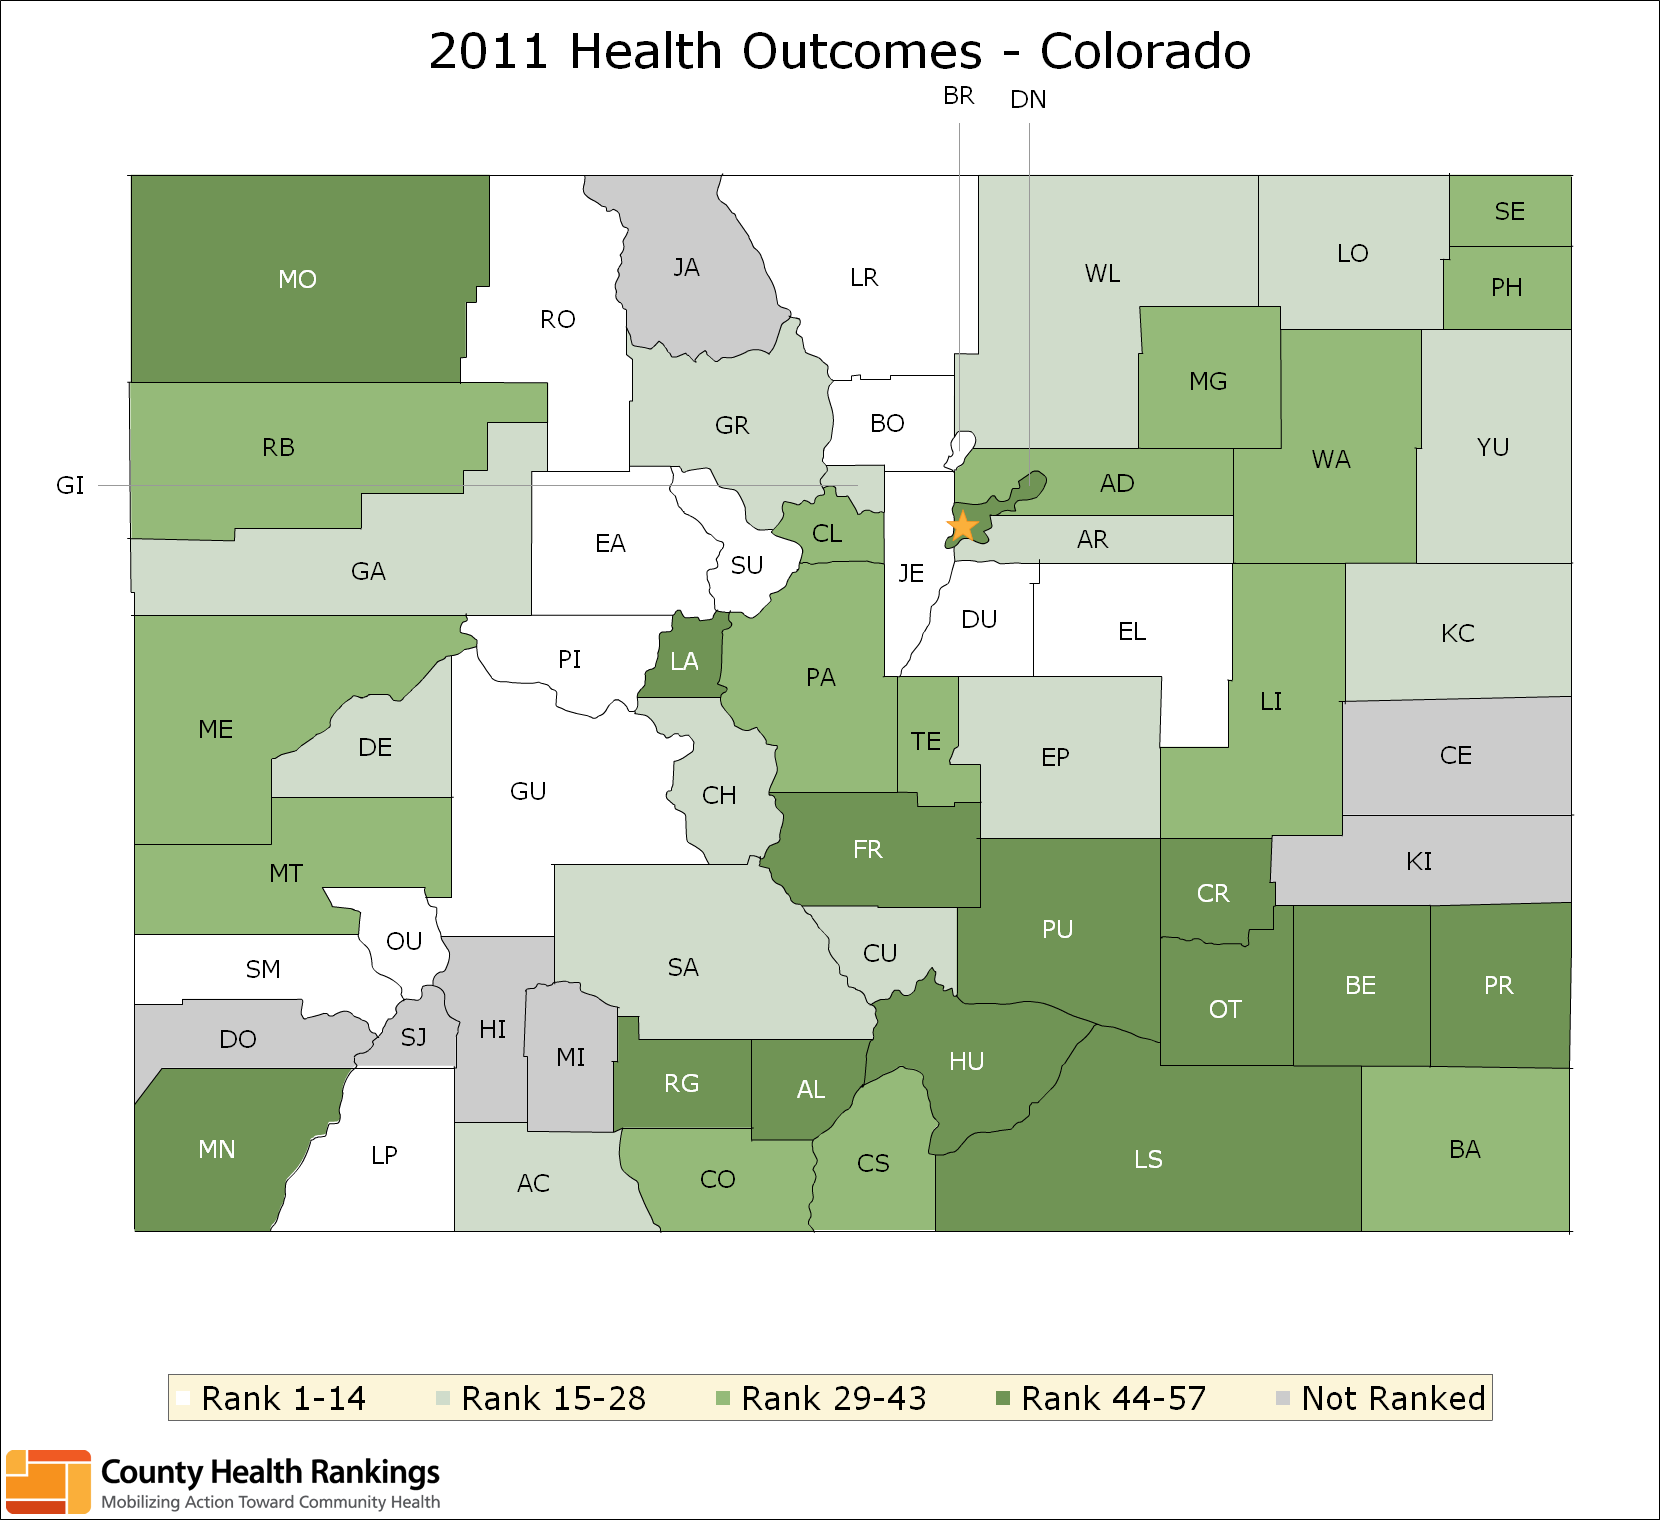 2011 Health Outcomes - Colorado
BR DN
MO
RO
JA
LR
WL
LO
SE
PH
RB
GR
BO
MG
WA
YU
GI
GA
EA
SU
CL
JE
AD
AR
DU
EL
KC
PI
LA
PA
LI
ME
DE
TE
EP
CE
GU
CH
FR
KI
MT
CR
OU
PU
SM
SA
CU
BE
PR
OT
DO
SJ
HI
MI
HU
RG
AL
MN
LP
AC
CO
CS
LS
BA
Rank 1-14 Rank 15-28 Rank 29-43 Rank 44-57 Not Ranked
County Health Rankings
Mobilizing Action Toward Community Health